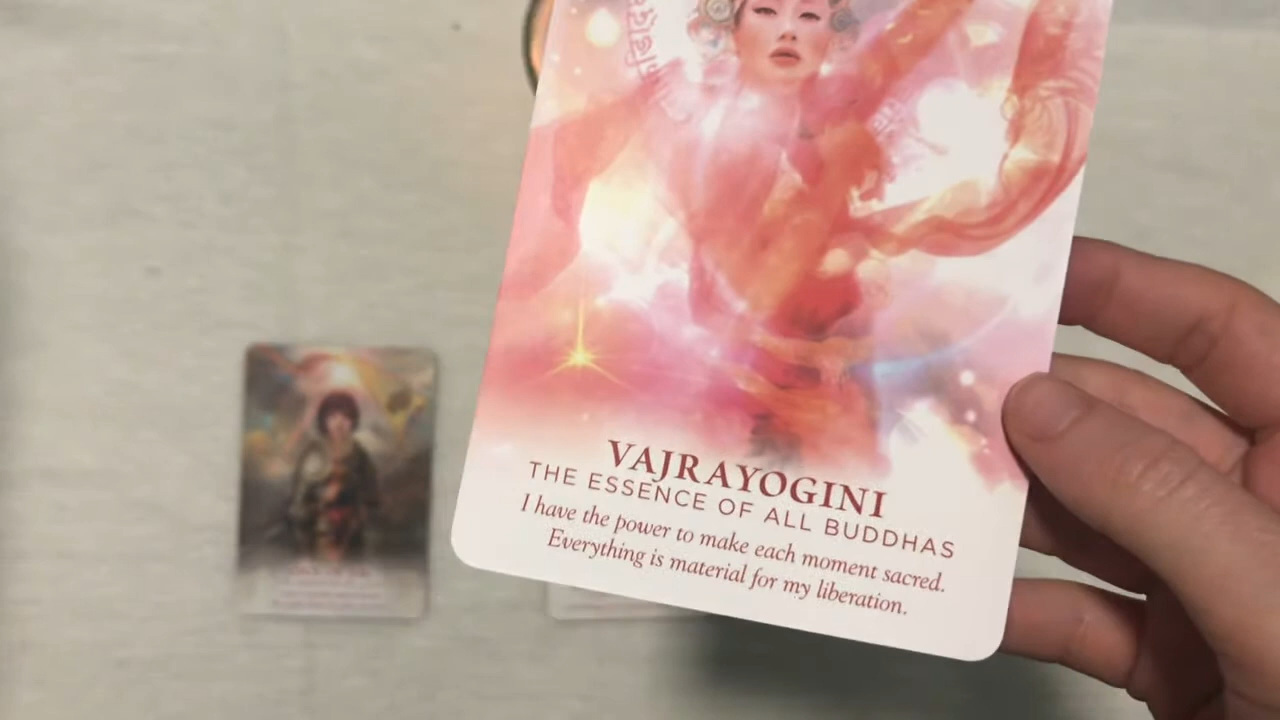 VAJRAYOGINI
THE ESSENCE OF ALL BUDDHAS
I have the power to make each moment sacred.
Everything is material for my liberation.